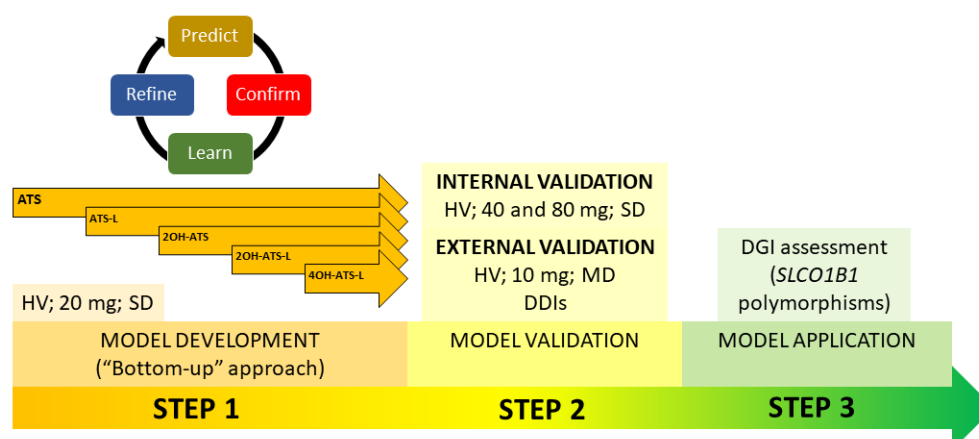 Predict
Refine
Confirm
Learn
ATS
ATS-L
2OH-ATS
2OH-ATS-L
4OH-ATS-L
HV; 20 mg; SD
MODEL DEVELOPMENT
(“Bottom-up” approach)
STEP 1
INTERNAL VALIDATION
HV; 40 and 80 mg; SD
EXTERNAL VALIDATION
HV; 10 mg; MD
DDIs
MODEL VALIDATION
STEP 2
DGI assessment
(SLCO1B1
polymorphisms)
MODEL APPLICATION
STEP 3